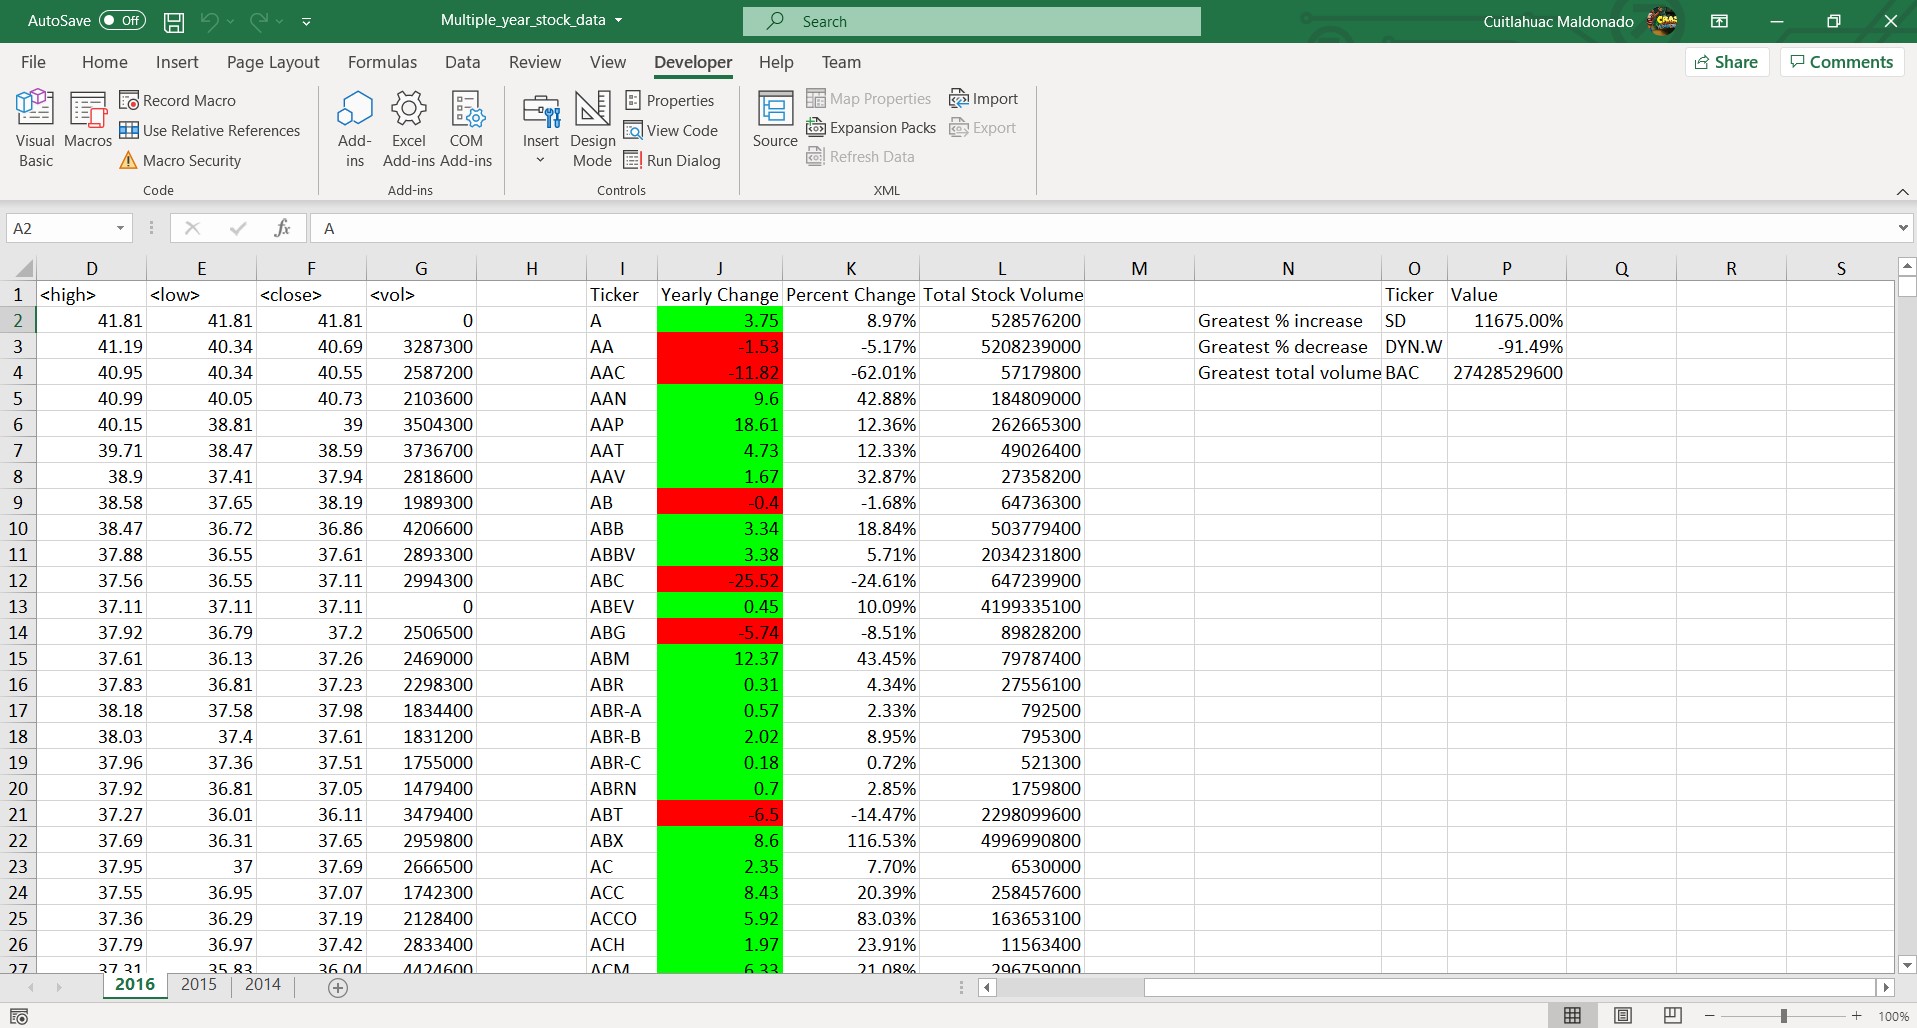 AutoSave Off Multiple_year_stock_data Search Cuitlahuac Maldonado
File Home Insert Page Layout Formulas Data Review View Developer Help Team Share Comments
Visual Basic
Macros
Record Macro
Use Relative References
Macro Security
Code
Add-ins
Excel Add-ins
COM Add-ins
Add-ins
Insert
Design Mode
Properties
View Code
Run Dialog
Controls
Source
Map Properties
Expansion Packs
Refresh Data
Import
Export
XML
A2 fx A
D E F G H I J K L M N O P Q R S
1 <high> <low> <close> <vol> Ticker Yearly Change Percent Change Total Stock Volume Ticker Value
2 41.81 41.81 41.81 0 A 3.75 8.97% 528576200 Greatest % increase SD 11675.00%
3 41.19 40.34 40.69 3287300 AA -1.53 -5.17% 5208239000 Greatest % decrease DYN.W -91.49%
4 40.95 40.34 40.55 2587200 AAC -11.82 -62.01% 57179800 Greatest total volume BAC 27428529600
5 40.99 40.05 40.73 2103600 AAN 9.6 42.88% 184809000
6 40.15 38.81 39 3504300 AAP 18.61 12.36% 262665300
7 39.71 38.47 38.59 3736700 AAT 4.73 12.33% 49026400
8 38.9 37.41 37.94 2818600 AAV 1.67 32.87% 27358200
9 38.58 37.65 38.19 1989300 AB -0.4 -1.68% 64736300
10 38.47 36.72 36.86 4206600 ABB 3.34 18.84% 503779400
11 37.88 36.55 37.61 2893300 ABBV 3.38 5.71% 2034231800
12 37.56 36.55 37.11 2994300 ABC -25.52 -24.61% 647239900
13 37.11 37.11 37.11 0 ABEV 0.45 10.09% 4199335100
14 37.92 36.79 37.2 2506500 ABG -5.74 -8.51% 89828200
15 37.61 36.13 37.26 2469000 ABM 12.37 43.45% 79787400
16 37.83 36.81 37.23 2298300 ABR 0.31 4.34% 27556100
17 38.18 37.58 37.98 1834400 ABR-A 0.57 2.33% 792500
18 38.03 37.4 37.61 1831200 ABR-B 2.02 8.95% 795300
19 37.96 37.36 37.51 1755000 ABR-C 0.18 0.72% 521300
20 37.92 36.81 37.05 1479400 ABRN 0.7 2.85% 1759800
21 37.27 36.01 36.11 3479400 ABT -6.5 -14.47% 2298099600
22 37.69 36.31 37.65 2959800 ABX 8.6 116.53% 4996990800
23 37.95 37 37.69 2666500 AC 2.35 7.70% 6530000
24 37.55 36.95 37.07 1742300 ACC 8.43 20.39% 258457600
25 37.36 36.29 37.19 2128400 ACCO 5.92 83.03% 163653100
26 37.79 36.97 37.42 2833400 ACH 1.97 23.91% 11563400
27 37.31 35.83 36.04 4424600 ACM 6.33 21.08% 296759000
2016 2015 2014
100%